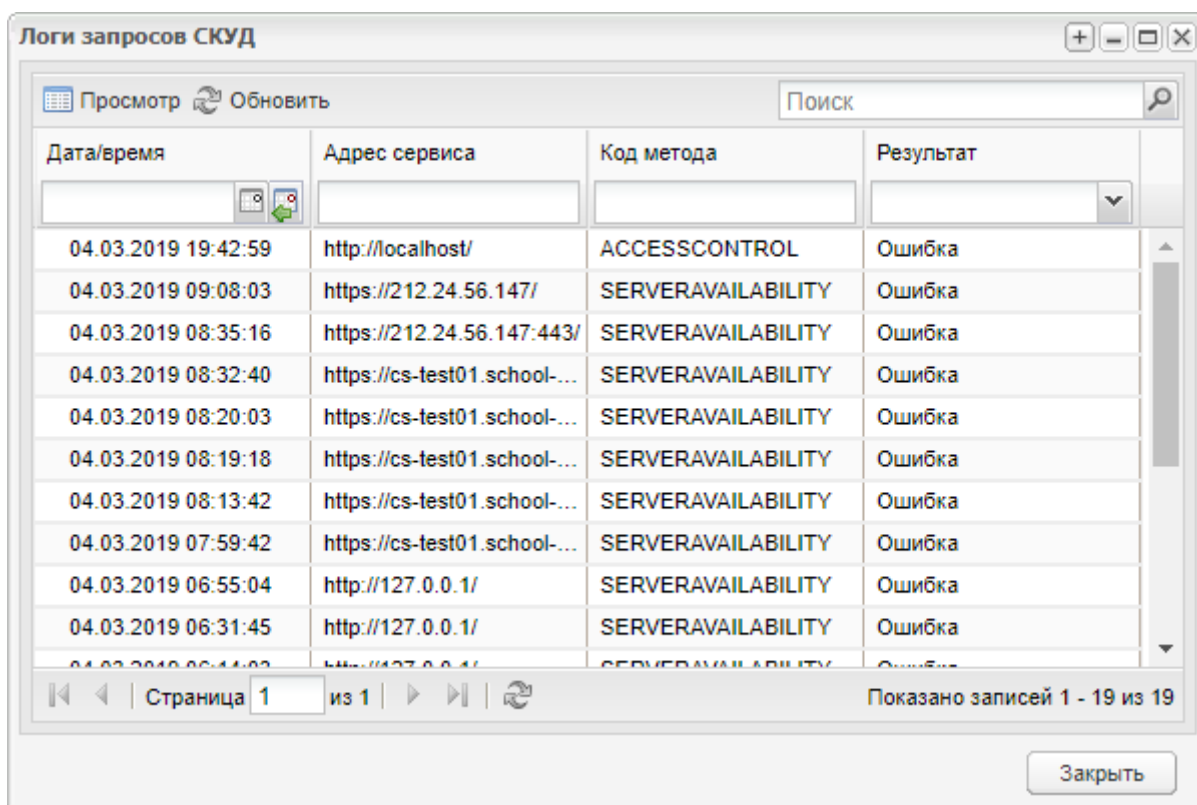 Логи запросов СКУД
Просмотр Обновить Поиск
Дата/время Адрес сервиса Код метода Результат
04.03.2019 19:42:59 http://localhost/ ACCESSCONTROL Ошибка
04.03.2019 09:08:03 https://212.24.56.147/ SERVERAVAILABILITY Ошибка
04.03.2019 08:35:16 https://212.24.56.147:443/ SERVERAVAILABILITY Ошибка
04.03.2019 08:32:40 https://cs-test01.school-... SERVERAVAILABILITY Ошибка
04.03.2019 08:20:03 https://cs-test01.school-... SERVERAVAILABILITY Ошибка
04.03.2019 08:19:18 https://cs-test01.school-... SERVERAVAILABILITY Ошибка
04.03.2019 08:13:42 https://cs-test01.school-... SERVERAVAILABILITY Ошибка
04.03.2019 07:59:42 https://cs-test01.school-... SERVERAVAILABILITY Ошибка
04.03.2019 06:55:04 http://127.0.0.1/ SERVERAVAILABILITY Ошибка
04.03.2019 06:31:45 http://127.0.0.1/ SERVERAVAILABILITY Ошибка
Страница 1 из 1 Показано записей 1 - 19 из 19
Закрыть